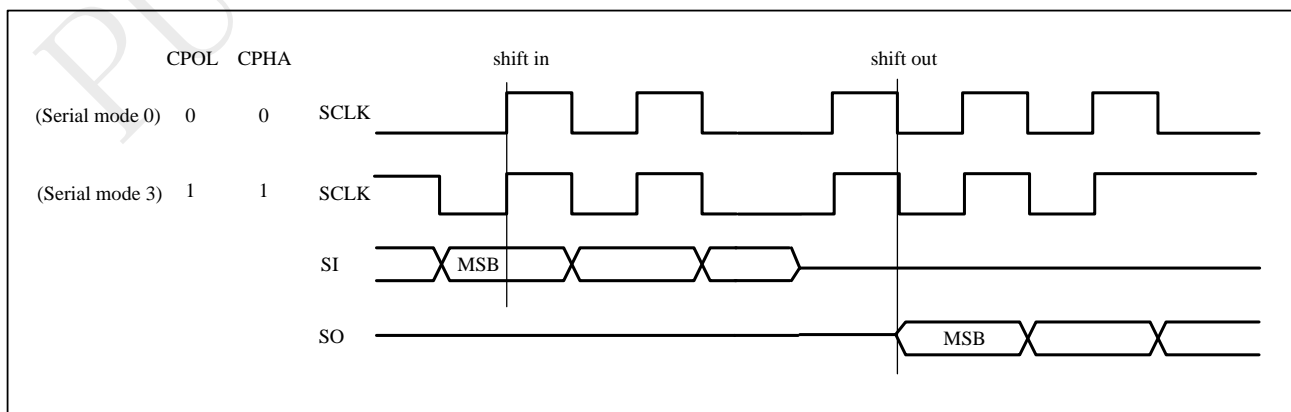 CPOL CPHA shift in shift out
(Serial mode 0) 0 0 SCLK
(Serial mode 3) 1 1 SCLK
SI MSB
SO MSB